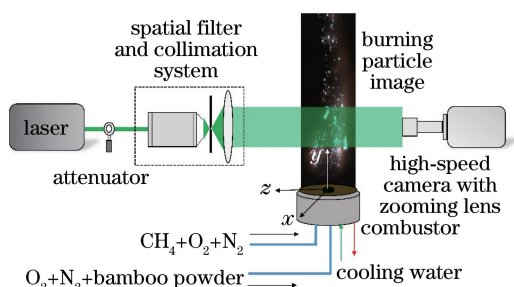 spatial filter
and collimation
system
burning
particle
image
laser
attenuator
y
z
x
high-speed
camera with
zooming lens
combustor
CH₄+O₂+N₂
O₂+N₂+bamboo powder
cooling water